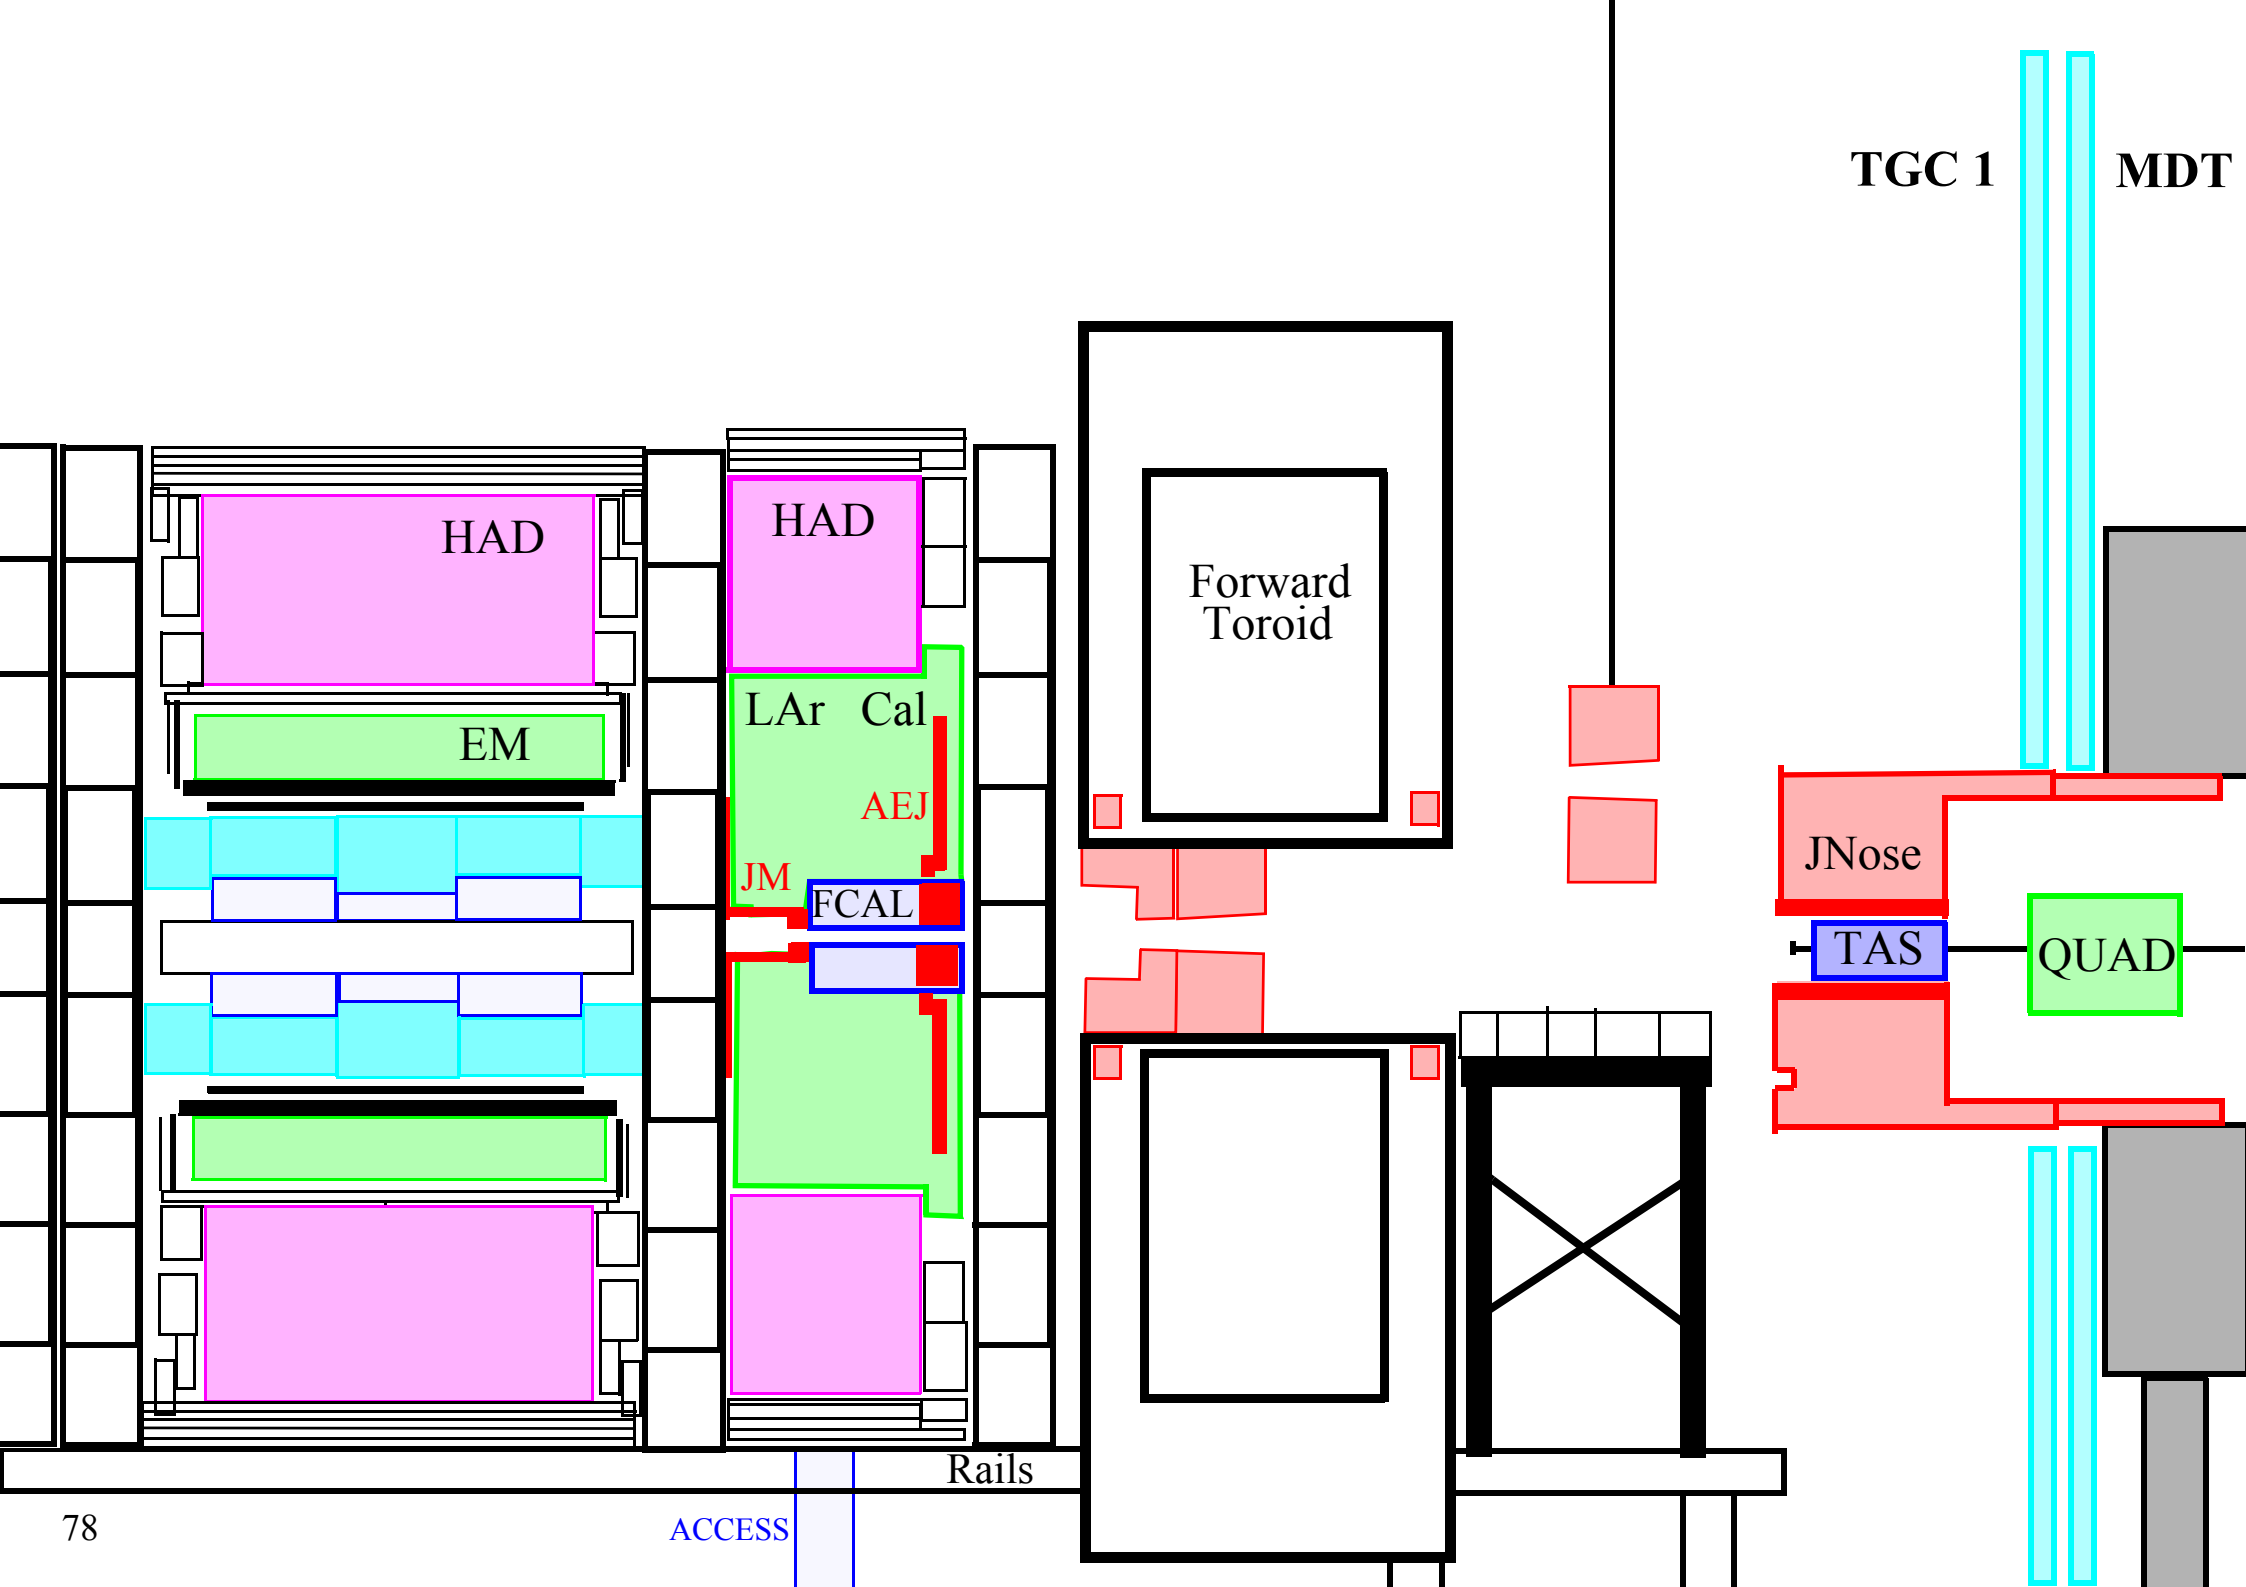 TGC 1
MDT
HAD
HAD
Forward
Toroid
LAr Cal
EM
AEJ
JM
FCAL
JNose
TAS
QUAD
Rails
78
ACCESS